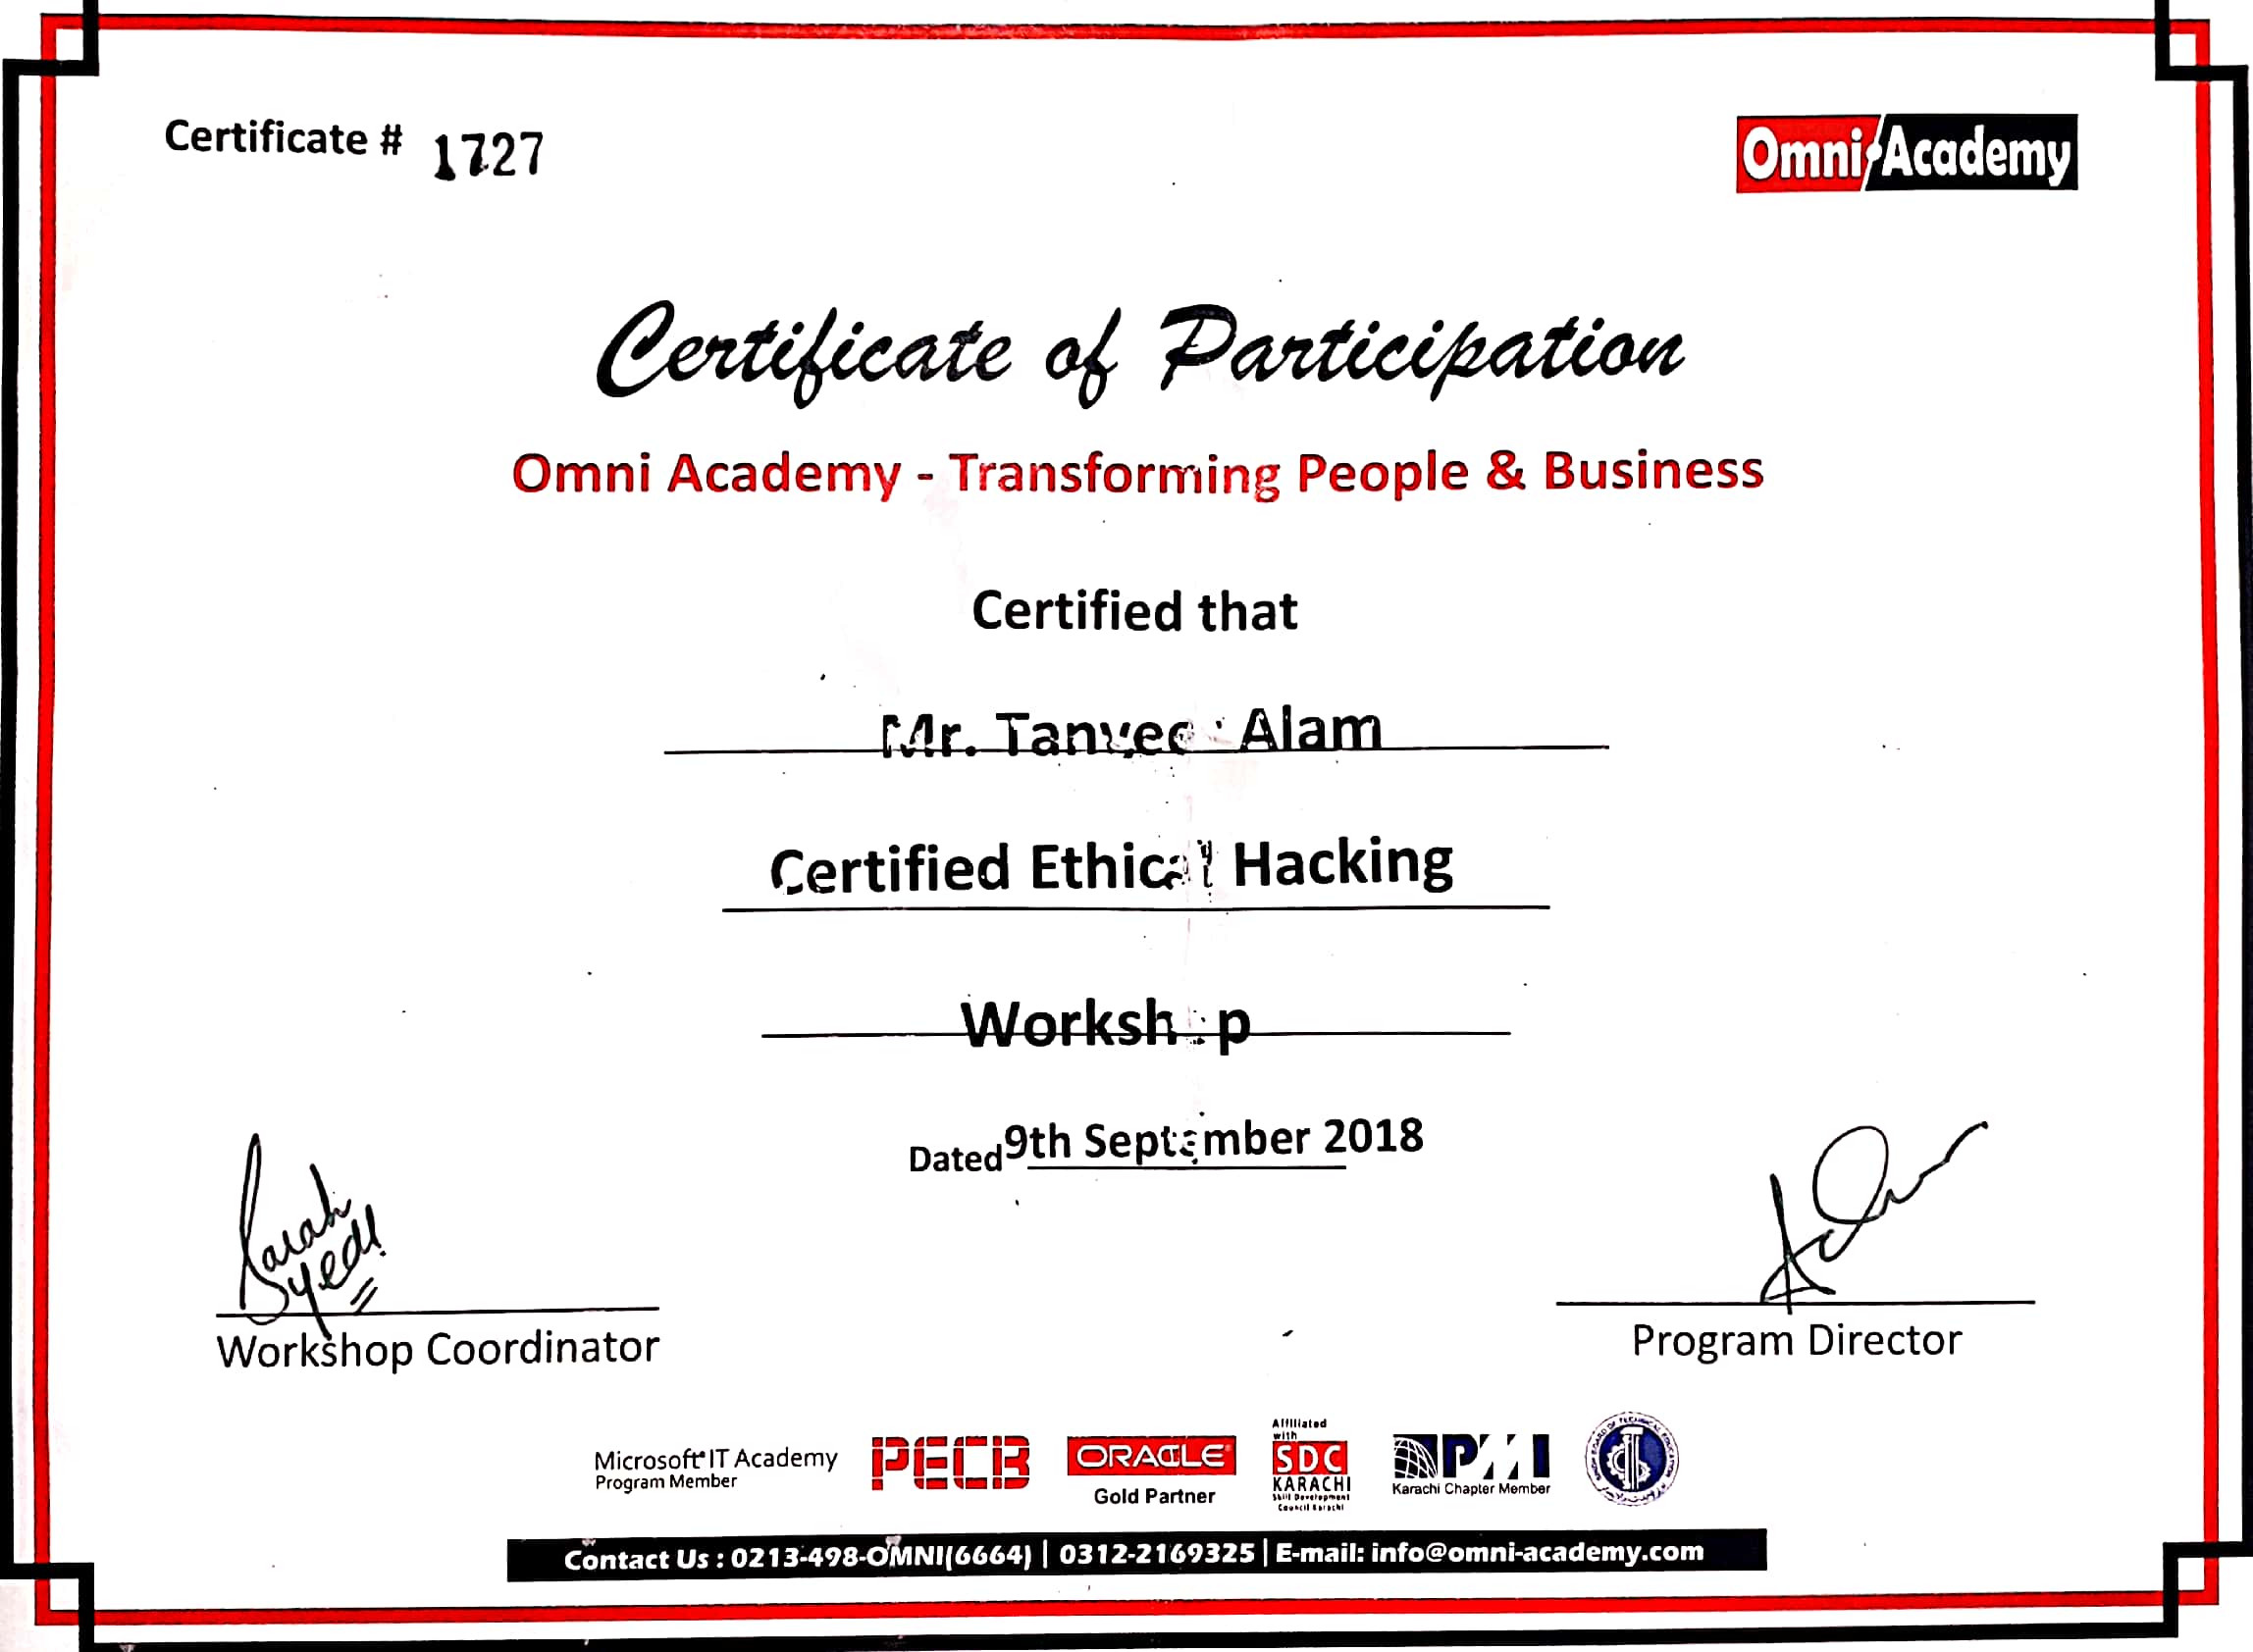 Certificate # 1727
Omni Academy
Certificate of Participation
Omni Academy - Transforming People & Business
Certified that
Mr. Tanveer Alam
Certified Ethical Hacking
Workshop
Dated 9th September 2018
Sarah
Syed
Workshop Coordinator
Program Director
Microsoft IT Academy
Program Member
PECB
ORACLE
Gold Partner
Affiliated
with
SDC
KARACHI
Skill Development
Council Karachi
PMI
Karachi Chapter Member
Contact Us : 0213-498-OMNI(6664) | 0312-2169325 | E-mail: info@omni-academy.com